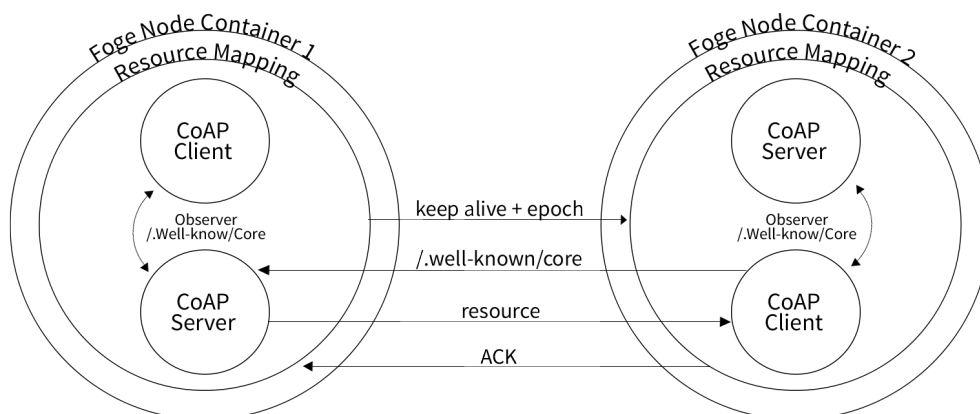 Foge Node Container 1
Resource Mapping
CoAP
Client
Observer
/.Well-know/Core
CoAP
Server
keep alive + epoch
/.well-known/core
resource
ACK
Foge Node Container 2
Resource Mapping
CoAP
Server
Observer
/.Well-know/Core
CoAP
Client